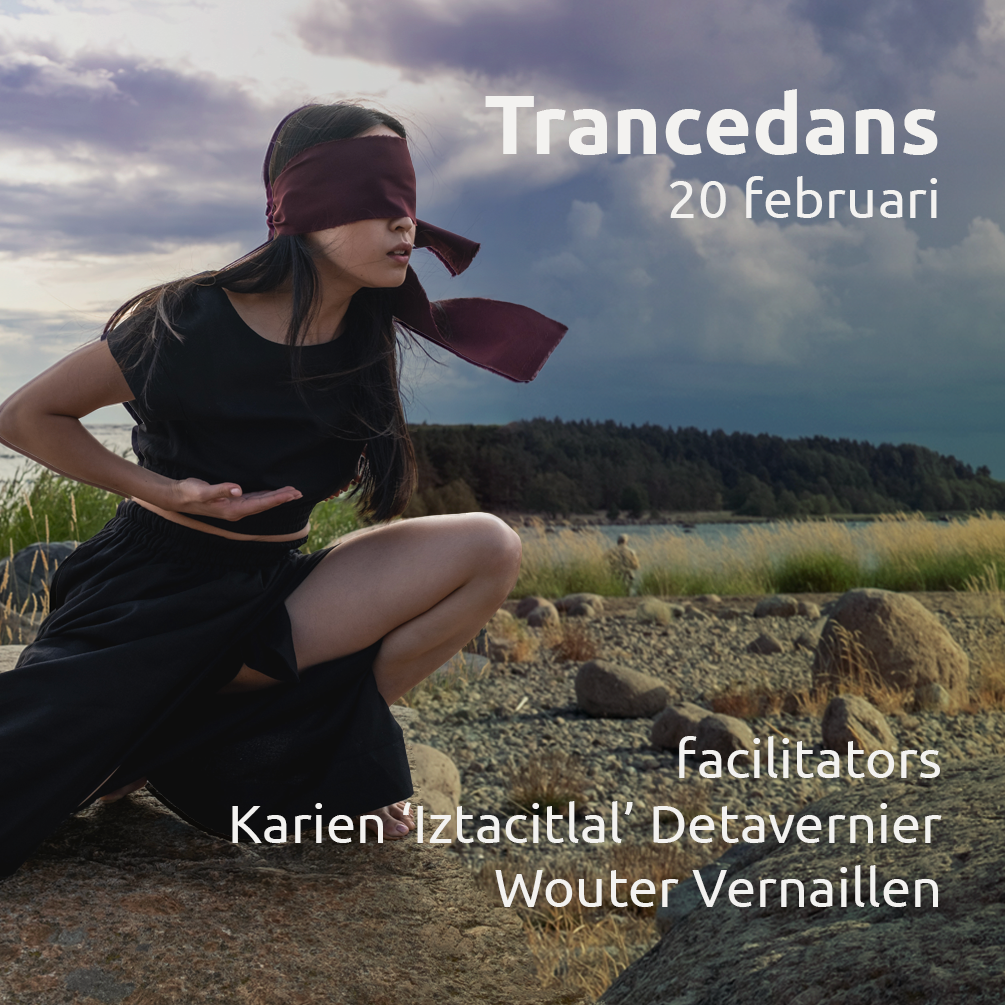 Trancedans
20 februari
facilitators
Karien ‘Iztacitlal’ Detavernier
Wouter Vernaillen